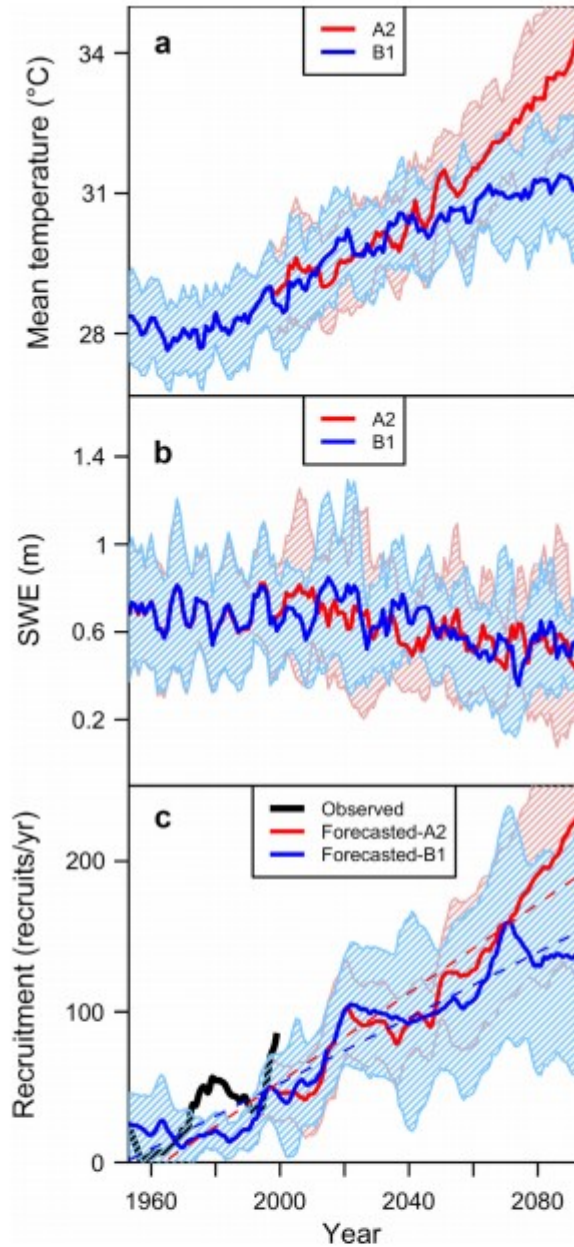 a
A2
B1
34
31
28
Mean temperature (°C)
b
A2
B1
1.4
1
0.6
0.2
SWE (m)
c
Observed
Forecasted-A2
Forecasted-B1
200
100
0
Recruitment (recruits/yr)
1960 2000 2040 2080
Year